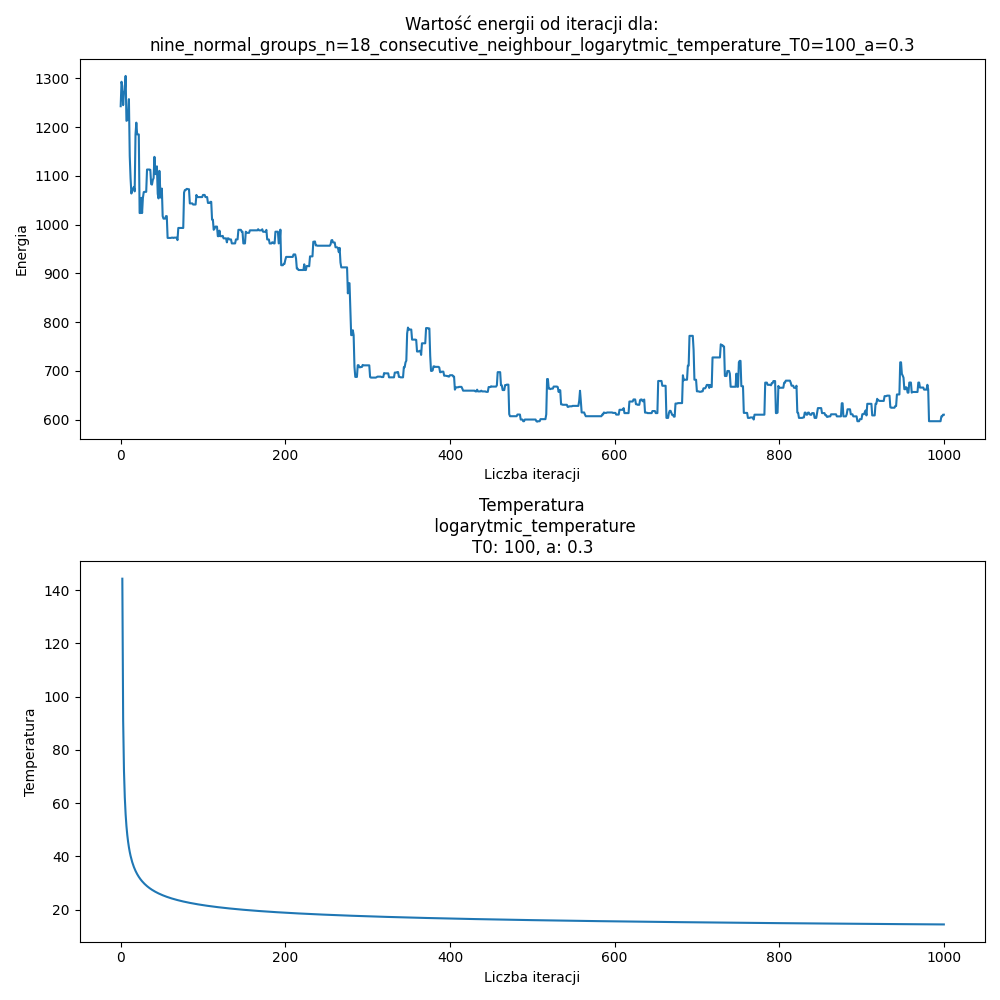 Wartość energii od iteracji dla:
nine_normal_groups_n=18_consecutive_neighbour_logarytmic_temperature_T0=100_a=0.3
1300
1200
1100
1000
900
800
700
600
Energia
0 200 400 600 800 1000
Liczba iteracji
Temperatura
logarytmic_temperature
T0: 100, a: 0.3
140
120
100
80
60
40
20
Temperatura
0 200 400 600 800 1000
Liczba iteracji